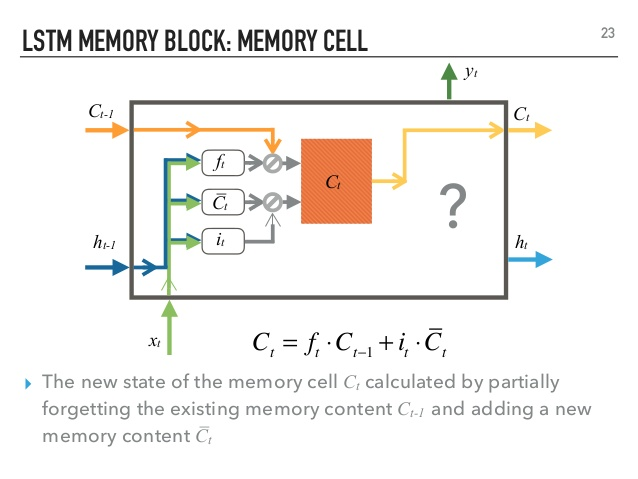 LSTM MEMORY BLOCK: MEMORY CELL
23
yt
Ct-1
Ct
ft
C̅t
Ct
?
it
ht-1
ht
xt
Ct = ft · Ct−1 + it · C̅t
▸ The new state of the memory cell Ct calculated by partially
forgetting the existing memory content Ct-1 and adding a new
memory content C̅t